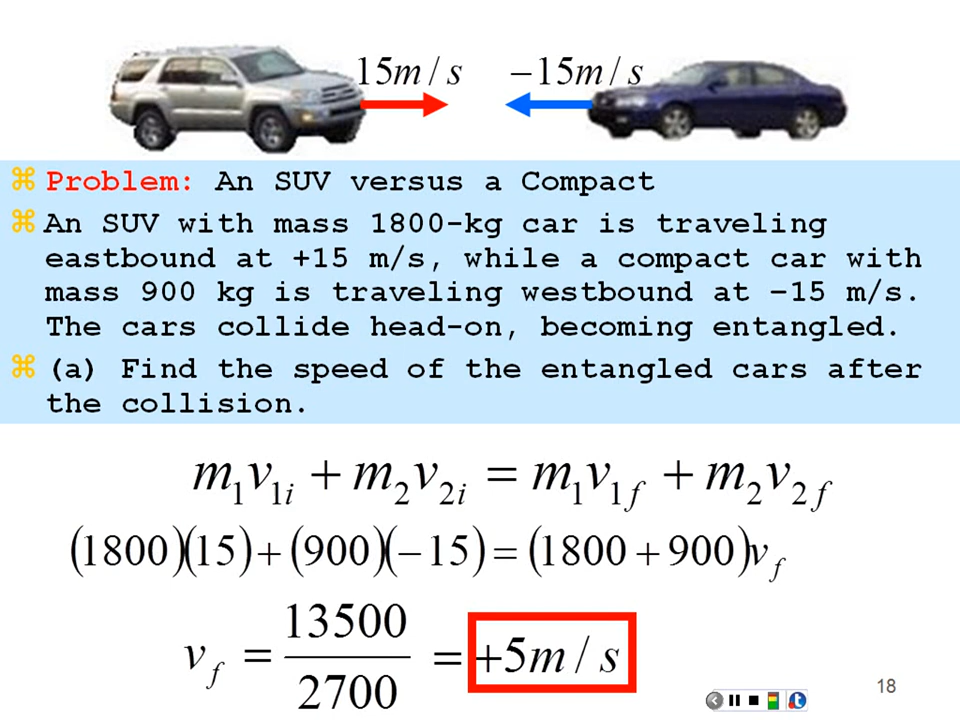 15m / s –15m / s
Problem: An SUV versus a Compact
An SUV with mass 1800-kg car is traveling
eastbound at +15 m/s, while a compact car with
mass 900 kg is traveling westbound at –15 m/s.
The cars collide head-on, becoming entangled.
(a) Find the speed of the entangled cars after
the collision.
m₁v₁ᵢ + m₂v₂ᵢ = m₁v₁f + m₂v₂f
(1800)(15)+(900)(–15)=(1800+900)vf
vf = 13500/2700 = +5m / s
18